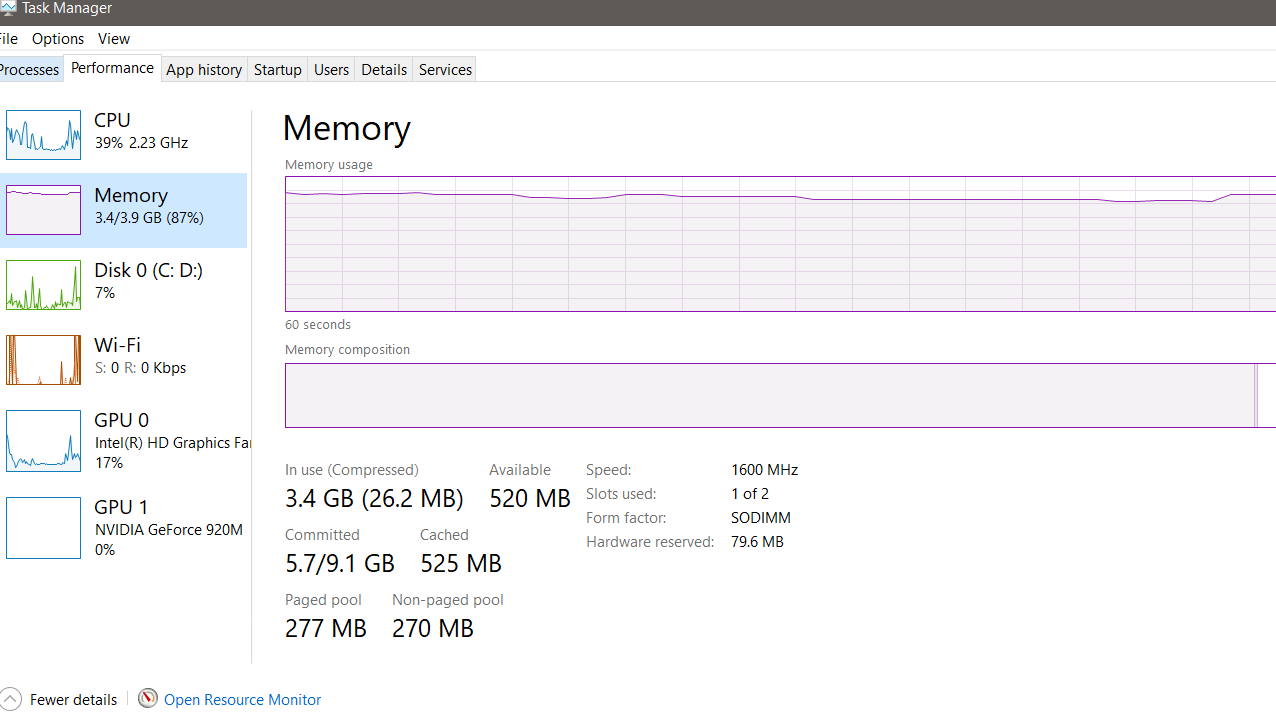 Task Manager
File Options View
Processes Performance App history Startup Users Details Services
CPU
39% 2.23 GHz
Memory
3.4/3.9 GB (87%)
Disk 0 (C: D:)
7%
Wi-Fi
S: 0 R: 0 Kbps
GPU 0
Intel(R) HD Graphics Fa
17%
GPU 1
NVIDIA GeForce 920M
0%
Memory
Memory usage
60 seconds
Memory composition
In use (Compressed) Available
3.4 GB (26.2 MB) 520 MB
Committed Cached
5.7/9.1 GB 525 MB
Paged pool Non-paged pool
277 MB 270 MB
Speed: 1600 MHz
Slots used: 1 of 2
Form factor: SODIMM
Hardware reserved: 79.6 MB
Fewer details Open Resource Monitor